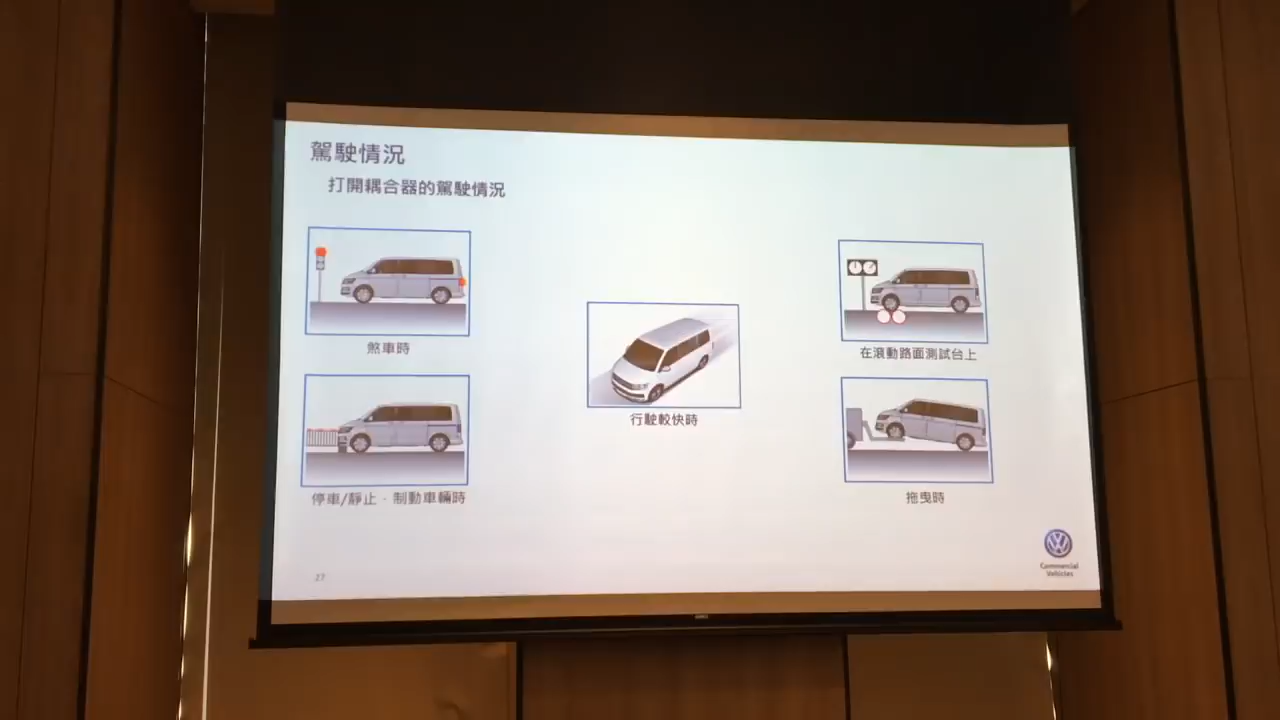 駕駛情況
打開耦合器的駕駛情況
煞車時
停車/靜止、制動車輛時
行駛較快時
在滾動路面測試台上
拖曳時
27
Commercial
Vehicles